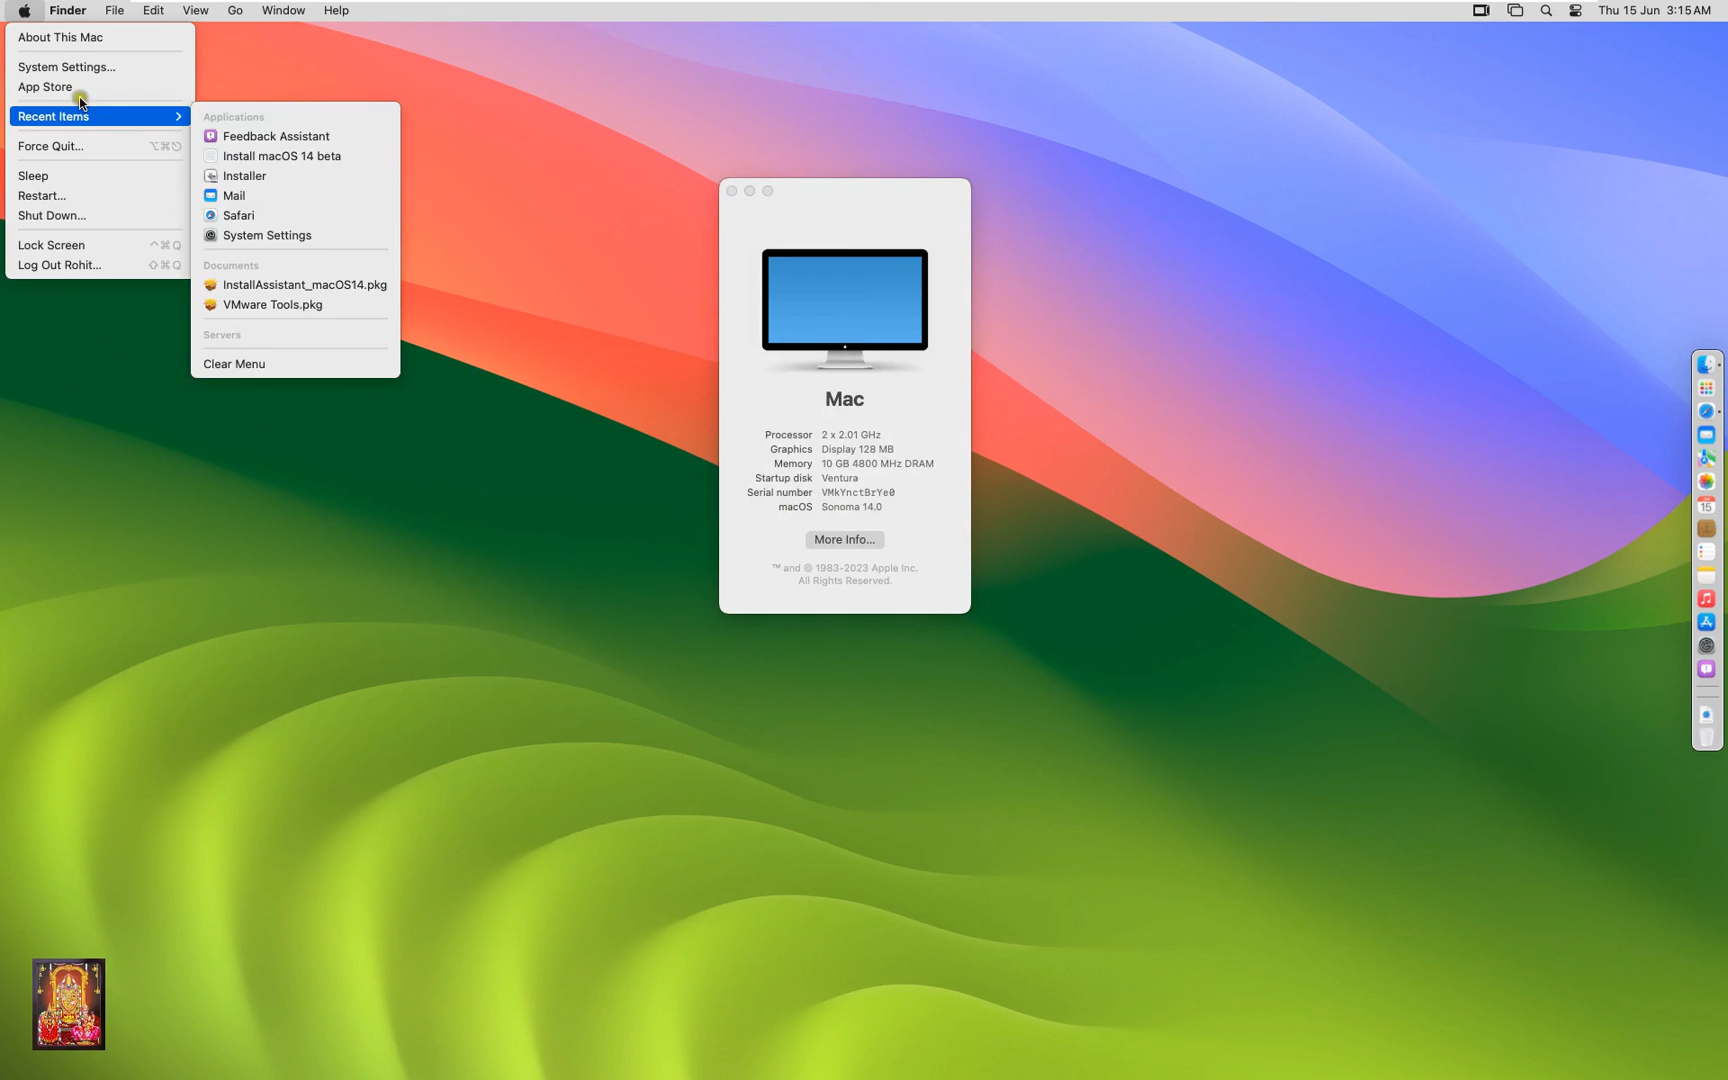 Finder File Edit View Go Window Help Thu 15 Jun 3:15 AM
About This Mac
System Settings...
App Store
Recent Items
Force Quit... ⌥⌘⎋
Sleep
Restart...
Shut Down...
Lock Screen ^⌘Q
Log Out Rohit... ⇧⌘Q
Applications
Feedback Assistant
Install macOS 14 beta
Installer
Mail
Safari
System Settings
Documents
InstallAssistant_macOS14.pkg
VMware Tools.pkg
Servers
Clear Menu
Mac
Processor 2 x 2.01 GHz
Graphics Display 128 MB
Memory 10 GB 4800 MHz DRAM
Startup disk Ventura
Serial number VMkYnctBrYe0
macOS Sonoma 14.0
More Info...
™ and © 1983-2023 Apple Inc.
All Rights Reserved.
15